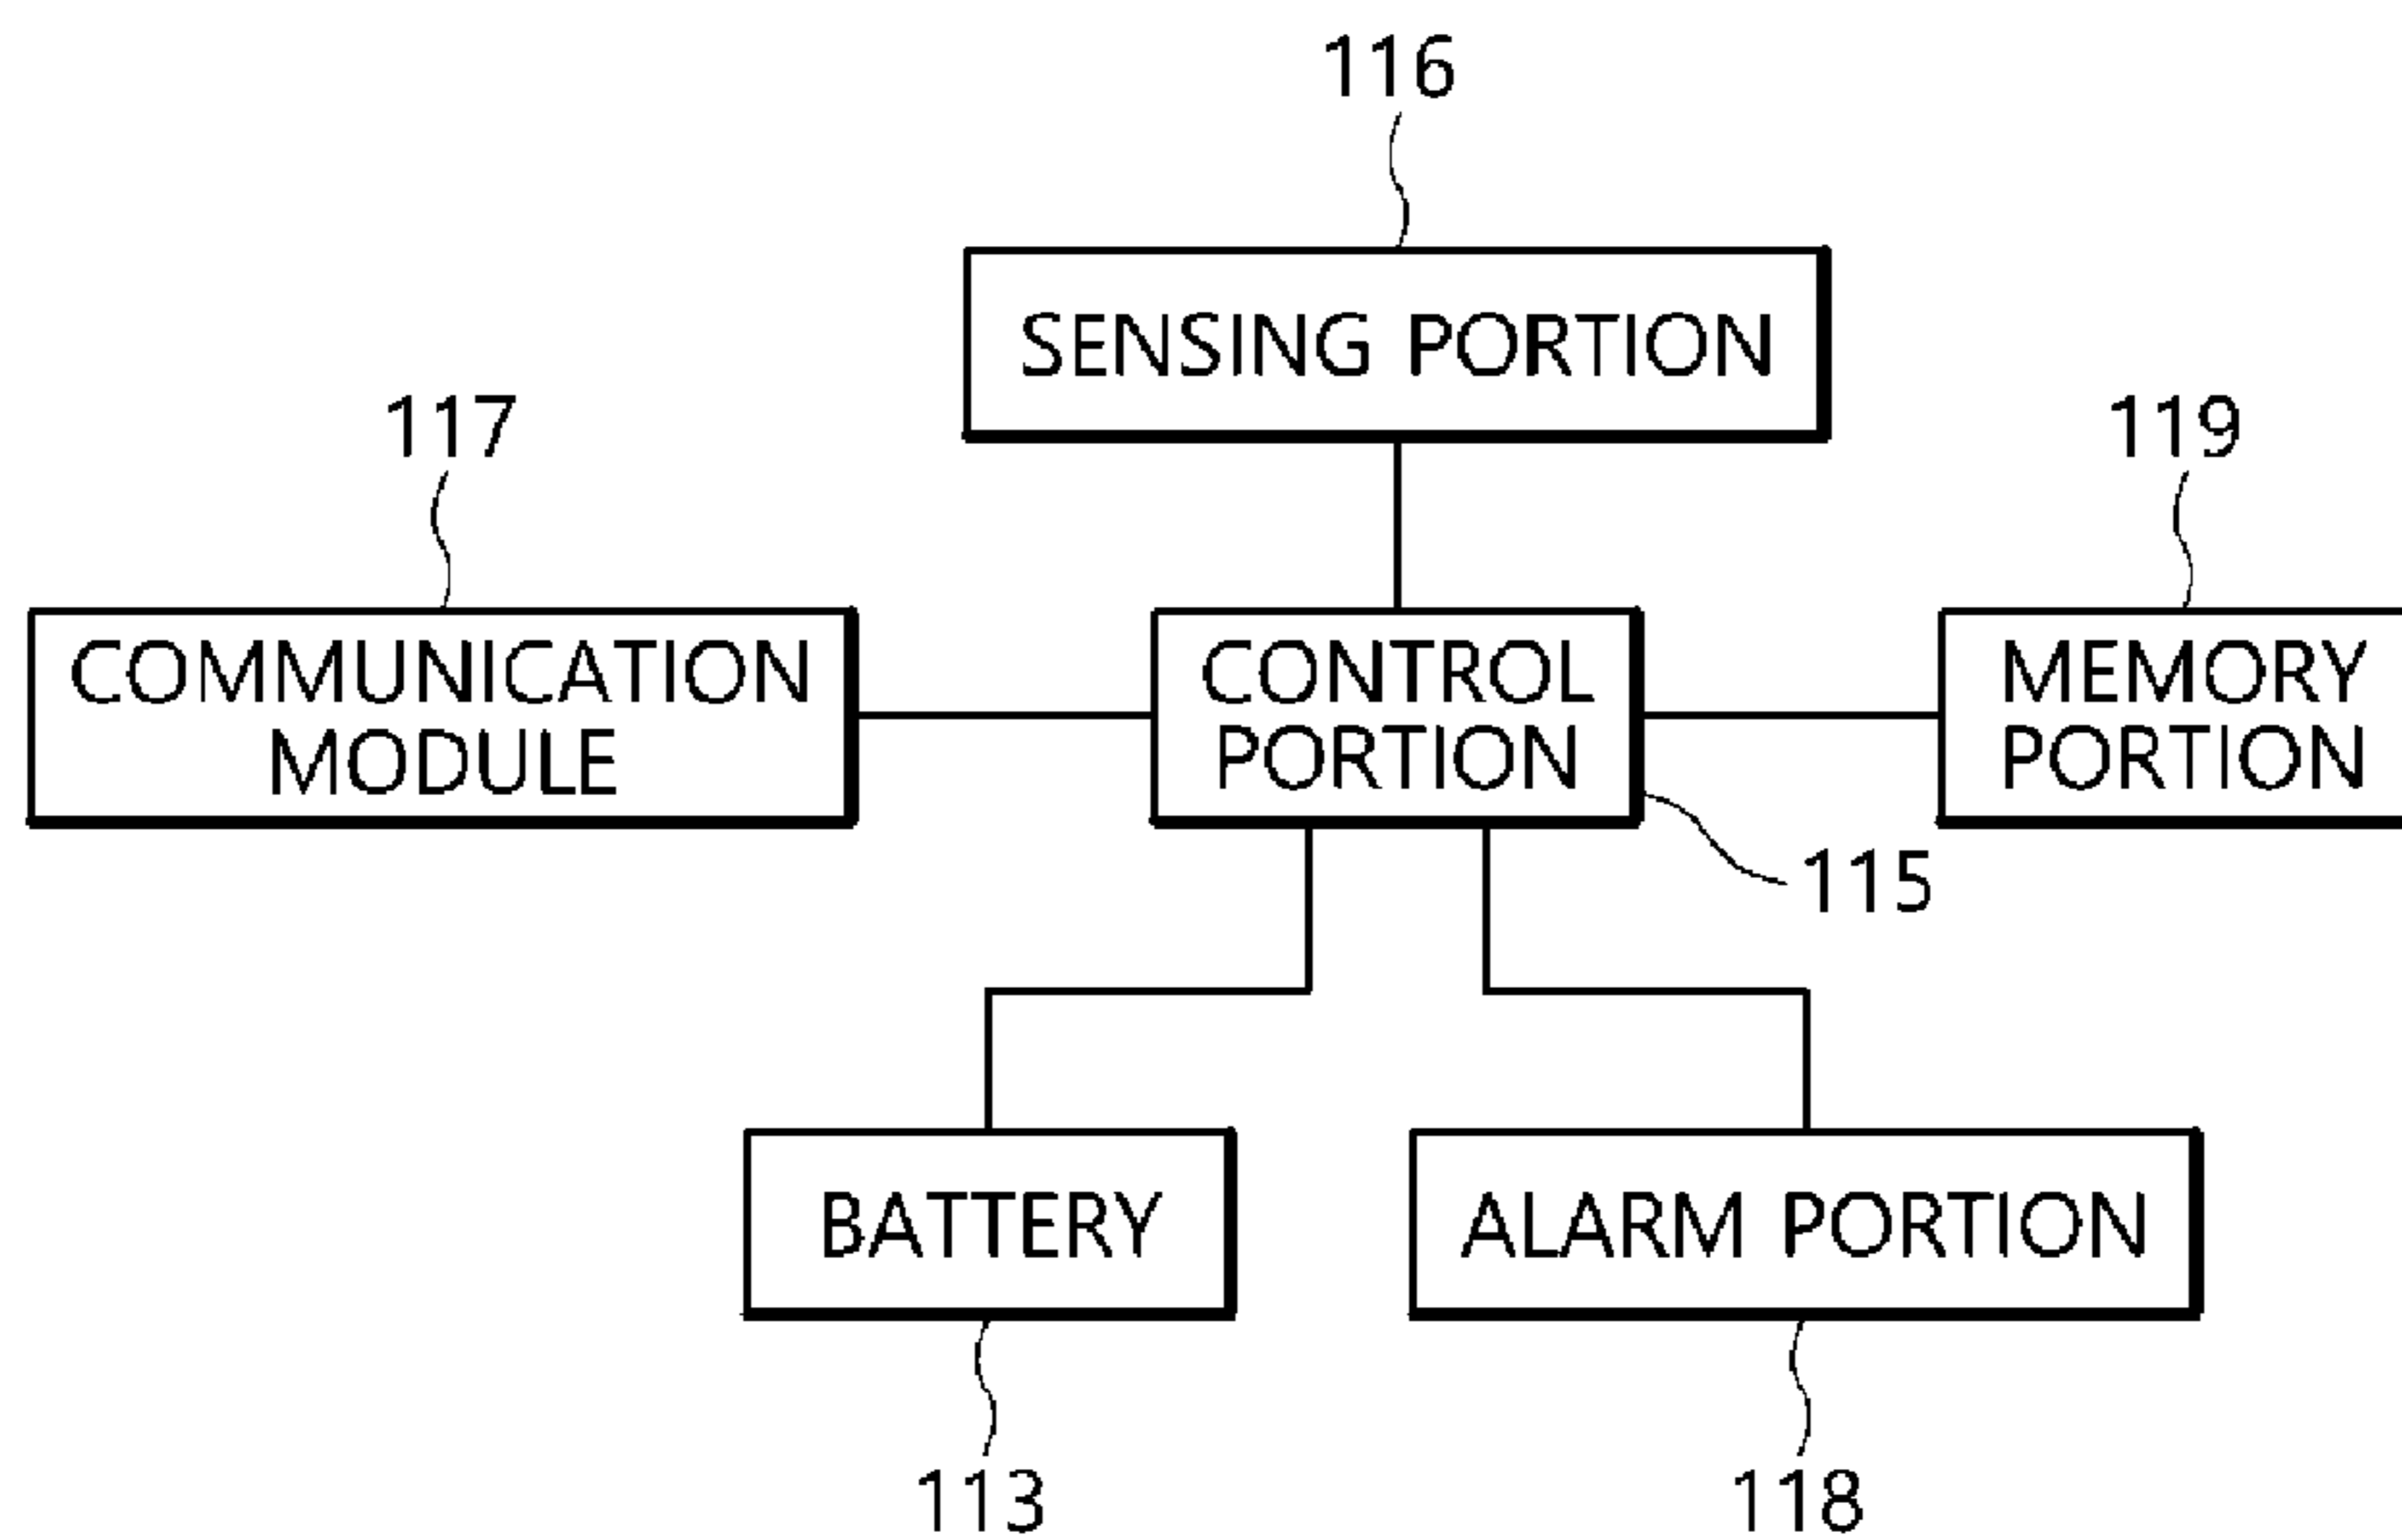 116
SENSING PORTION
117
119
COMMUNICATION
MODULE
CONTROL
PORTION
MEMORY
PORTION
115
BATTERY
ALARM PORTION
113
118